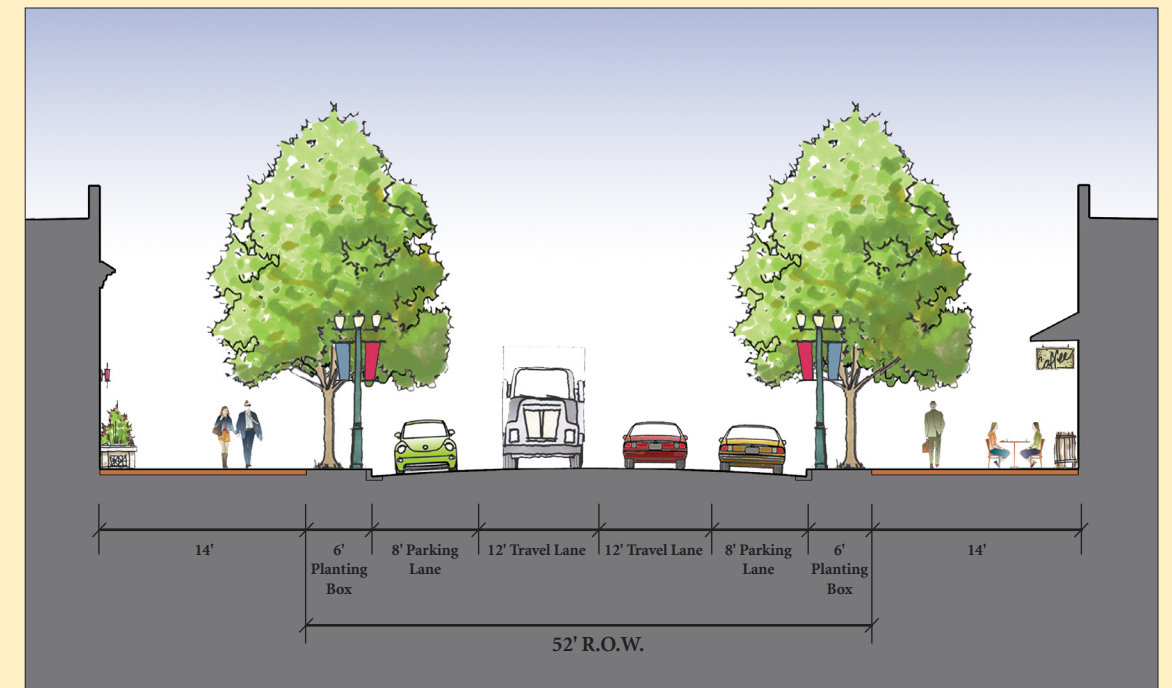 Coffee
14'
6'
Planting
Box
8' Parking
Lane
12' Travel Lane
12' Travel Lane
8' Parking
Lane
6'
Planting
Box
14'
52' R.O.W.